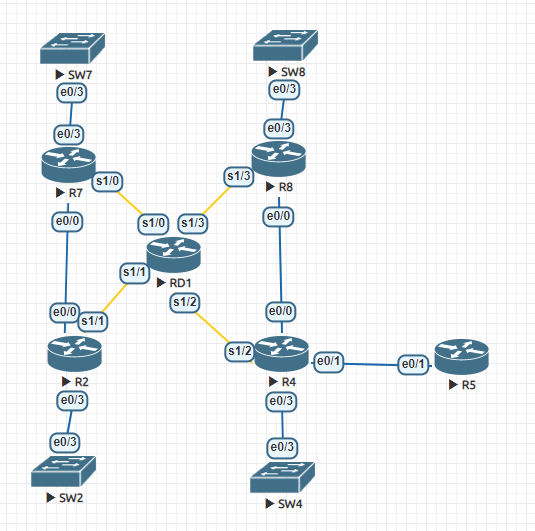 SW7
SW8
e0/3
e0/3
e0/3
e0/3
R7
s1/0
s1/3
R8
e0/0
s1/0
s1/3
e0/0
s1/1
RD1
s1/2
e0/0
s1/1
e0/0
s1/2
R2
R4
e0/1
e0/1
R5
e0/3
e0/3
e0/3
e0/3
SW2
SW4